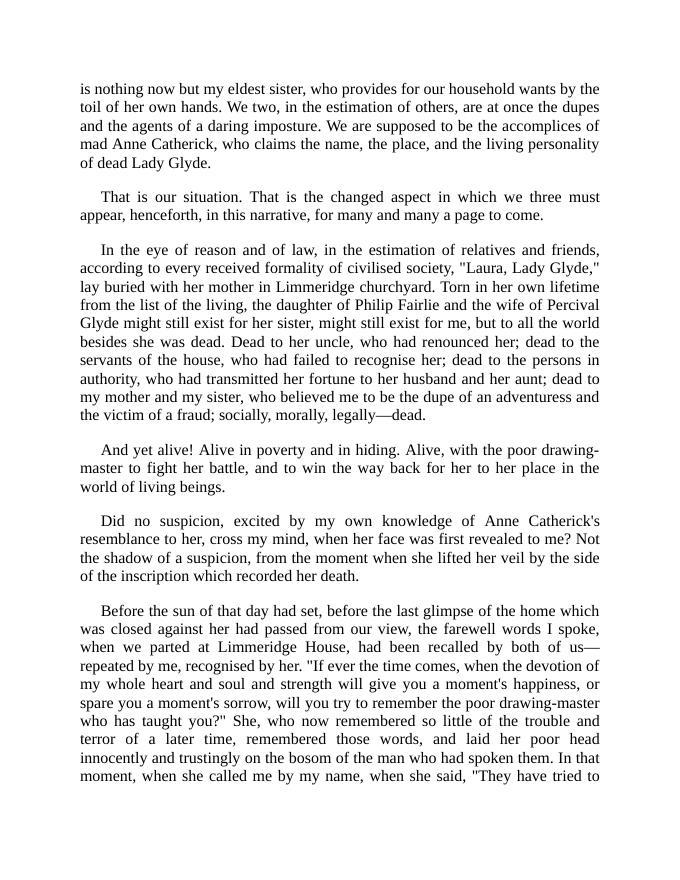 is nothing now but my eldest sister, who provides for our household wants by the
toil of her own hands. We two, in the estimation of others, are at once the dupes
and the agents of a daring imposture. We are supposed to be the accomplices of
mad Anne Catherick, who claims the name, the place, and the living personality
of dead Lady Glyde.
That is our situation. That is the changed aspect in which we three must
appear, henceforth, in this narrative, for many and many a page to come.
In the eye of reason and of law, in the estimation of relatives and friends,
according to every received formality of civilised society, "Laura, Lady Glyde,"
lay buried with her mother in Limmeridge churchyard. Torn in her own lifetime
from the list of the living, the daughter of Philip Fairlie and the wife of Percival
Glyde might still exist for her sister, might still exist for me, but to all the world
besides she was dead. Dead to her uncle, who had renounced her; dead to the
servants of the house, who had failed to recognise her; dead to the persons in
authority, who had transmitted her fortune to her husband and her aunt; dead to
my mother and my sister, who believed me to be the dupe of an adventuress and
the victim of a fraud; socially, morally, legally—dead.
And yet alive! Alive in poverty and in hiding. Alive, with the poor drawing-
master to fight her battle, and to win the way back for her to her place in the
world of living beings.
Did no suspicion, excited by my own knowledge of Anne Catherick's
resemblance to her, cross my mind, when her face was first revealed to me? Not
the shadow of a suspicion, from the moment when she lifted her veil by the side
of the inscription which recorded her death.
Before the sun of that day had set, before the last glimpse of the home which
was closed against her had passed from our view, the farewell words I spoke,
when we parted at Limmeridge House, had been recalled by both of us—
repeated by me, recognised by her. "If ever the time comes, when the devotion of
my whole heart and soul and strength will give you a moment's happiness, or
spare you a moment's sorrow, will you try to remember the poor drawing-master
who has taught you?" She, who now remembered so little of the trouble and
terror of a later time, remembered those words, and laid her poor head
innocently and trustingly on the bosom of the man who had spoken them. In that
moment, when she called me by my name, when she said, "They have tried to